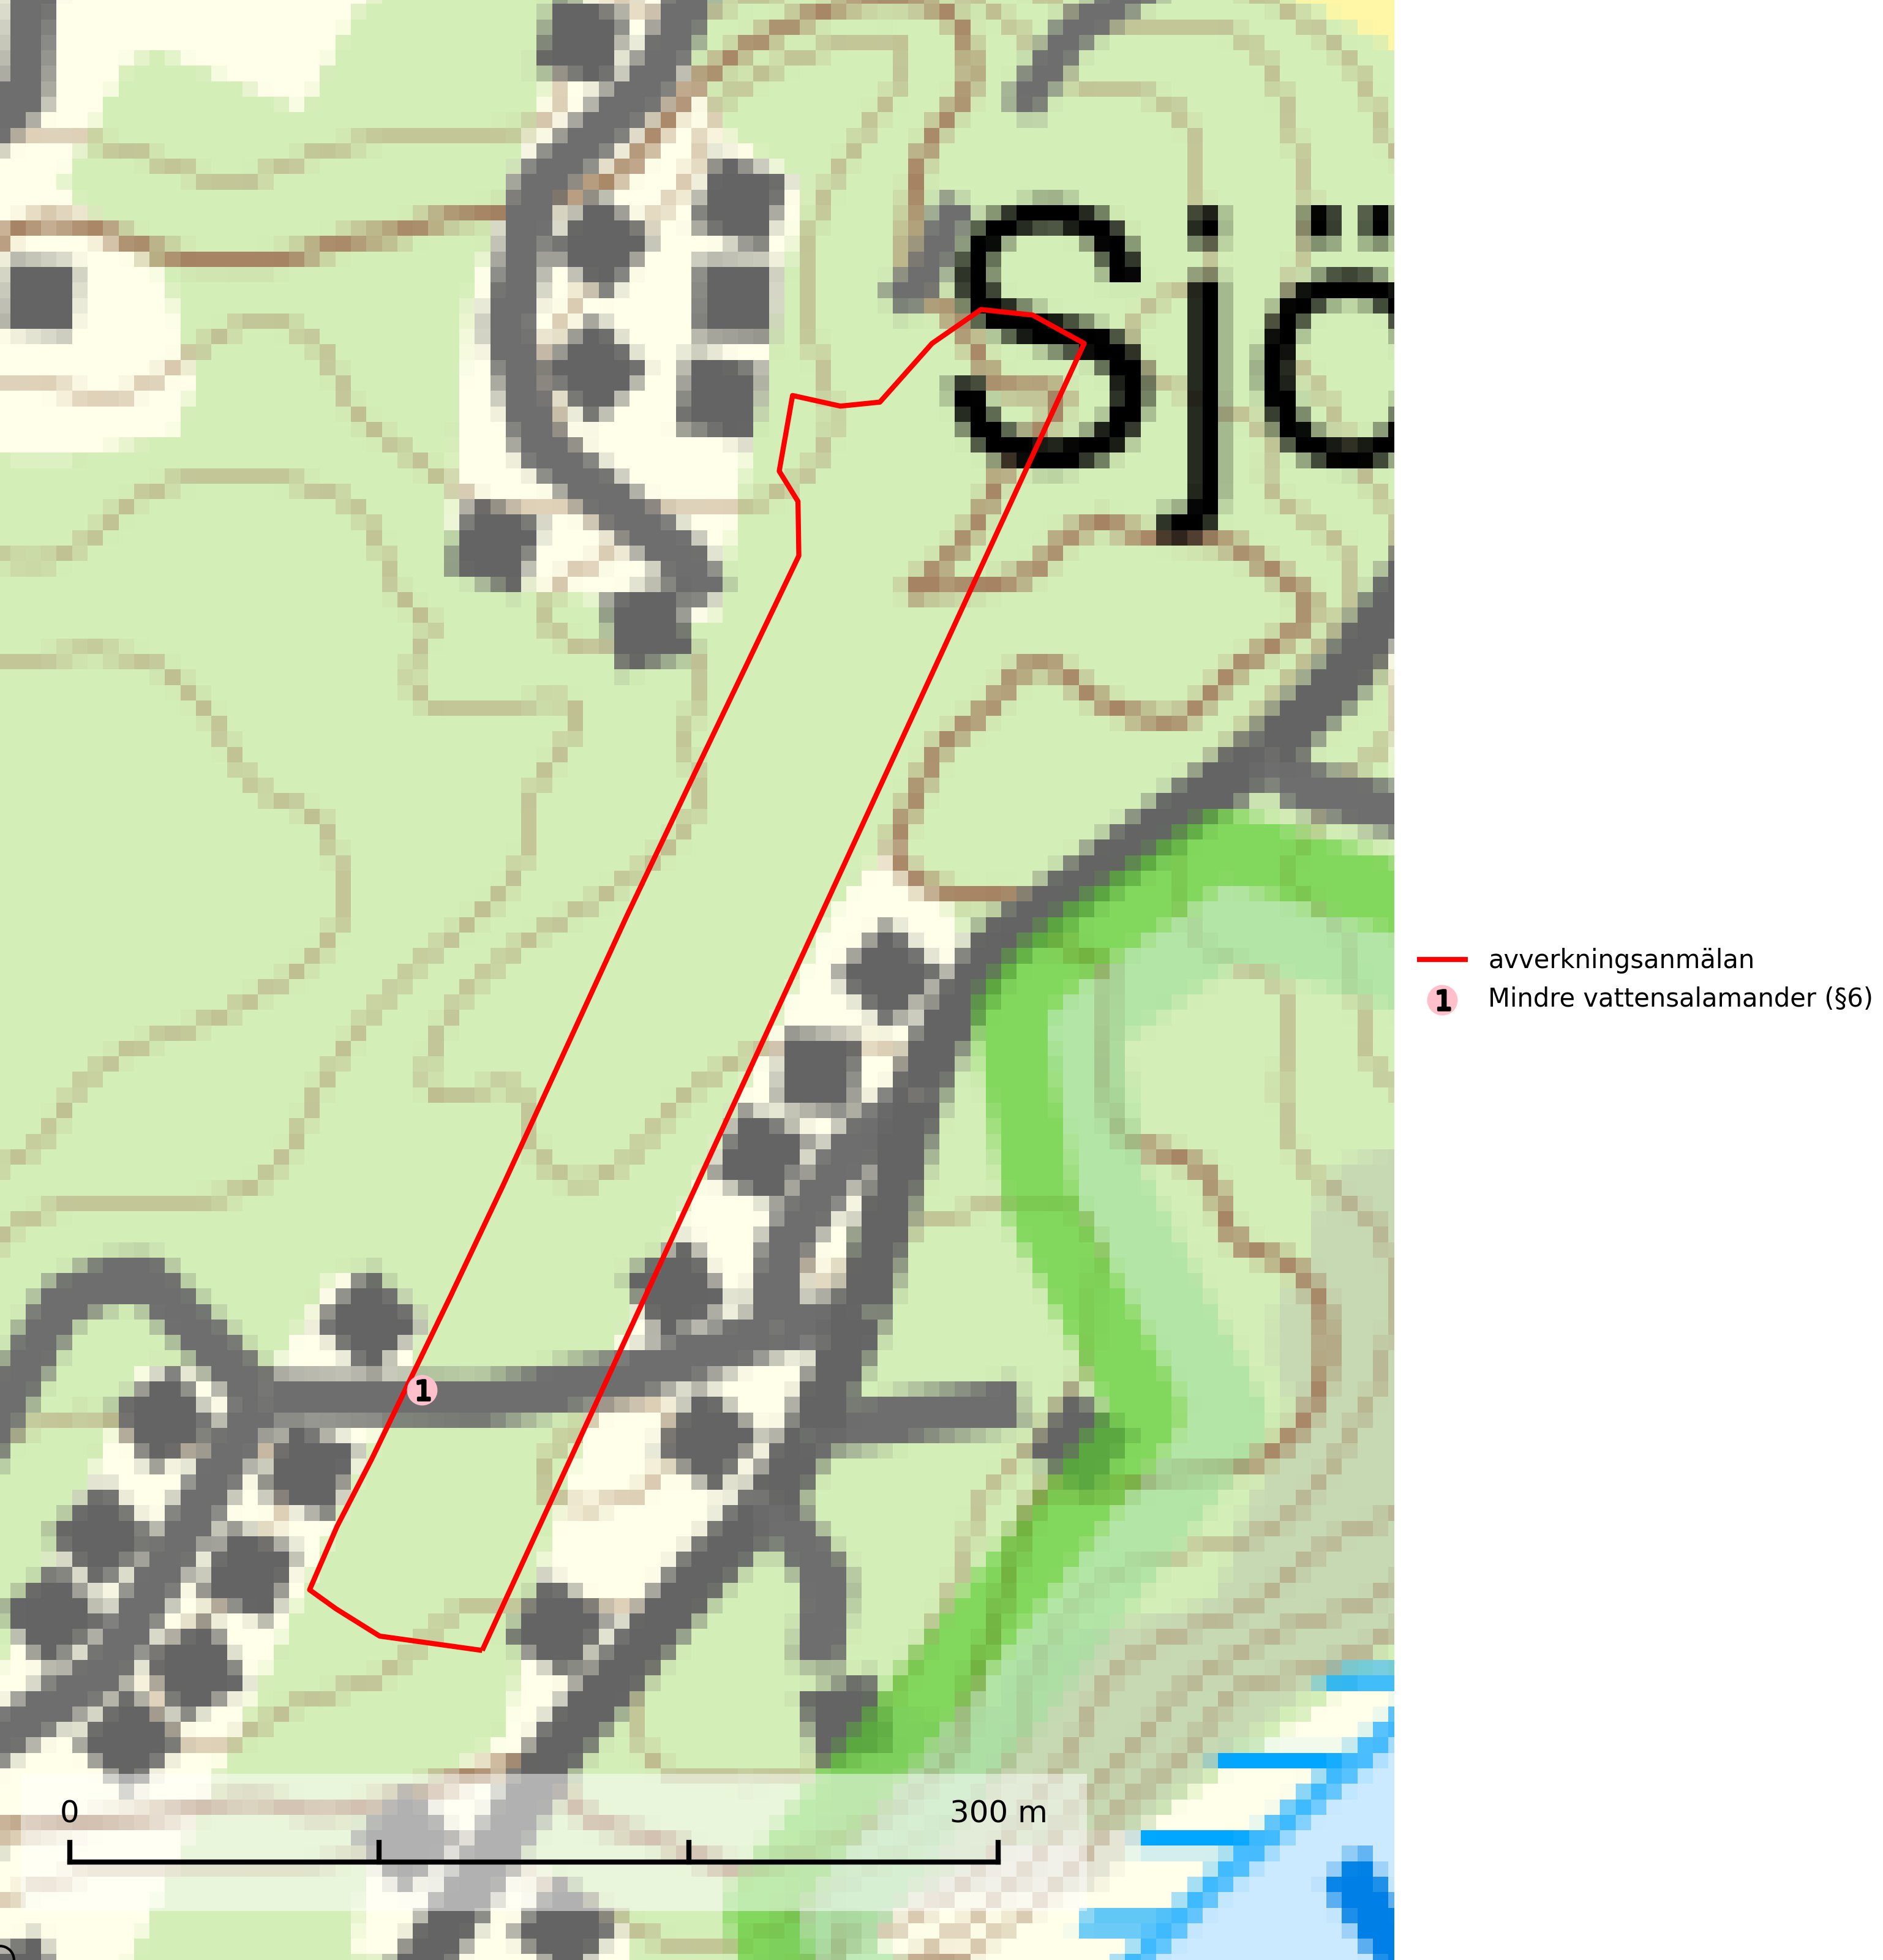 Sjö
avverkningsanmälan
1 Mindre vattensalamander (§6)
1
0 300 m